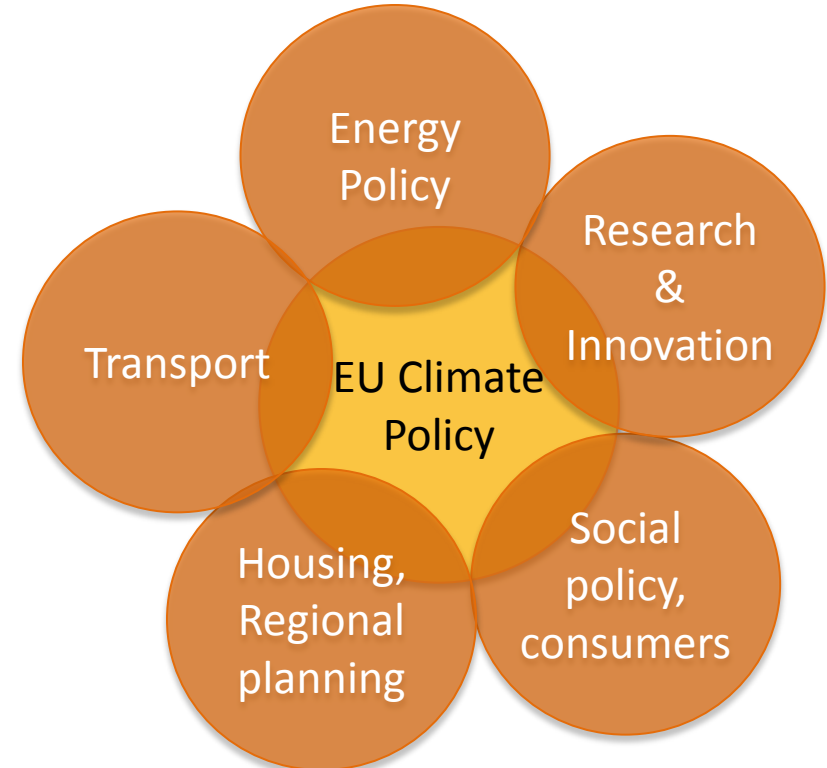 Energy
Policy
Research
&
Innovation
Transport
EU Climate
Policy
Social
policy,
consumers
Housing,
Regional
planning